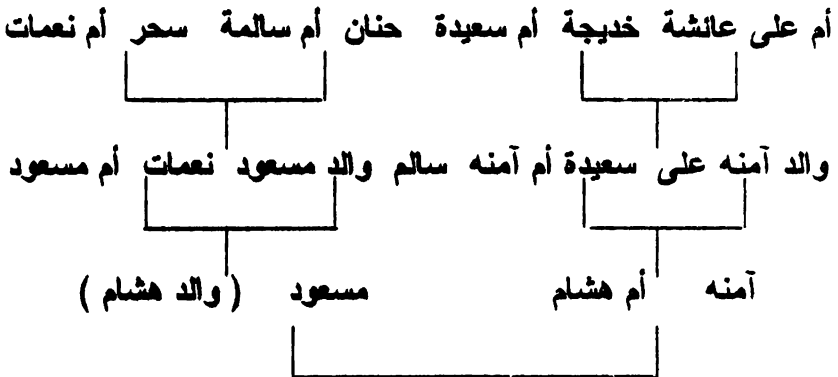 أم على عائشة خديجة أم سعيدة حنان أم سالمة سحر أم نعمات
والد آمنه على سعيدة أم آمنه سالم والد مسعود نعمات أم مسعود
آمنه أم هشام مسعود ( والد هشام )